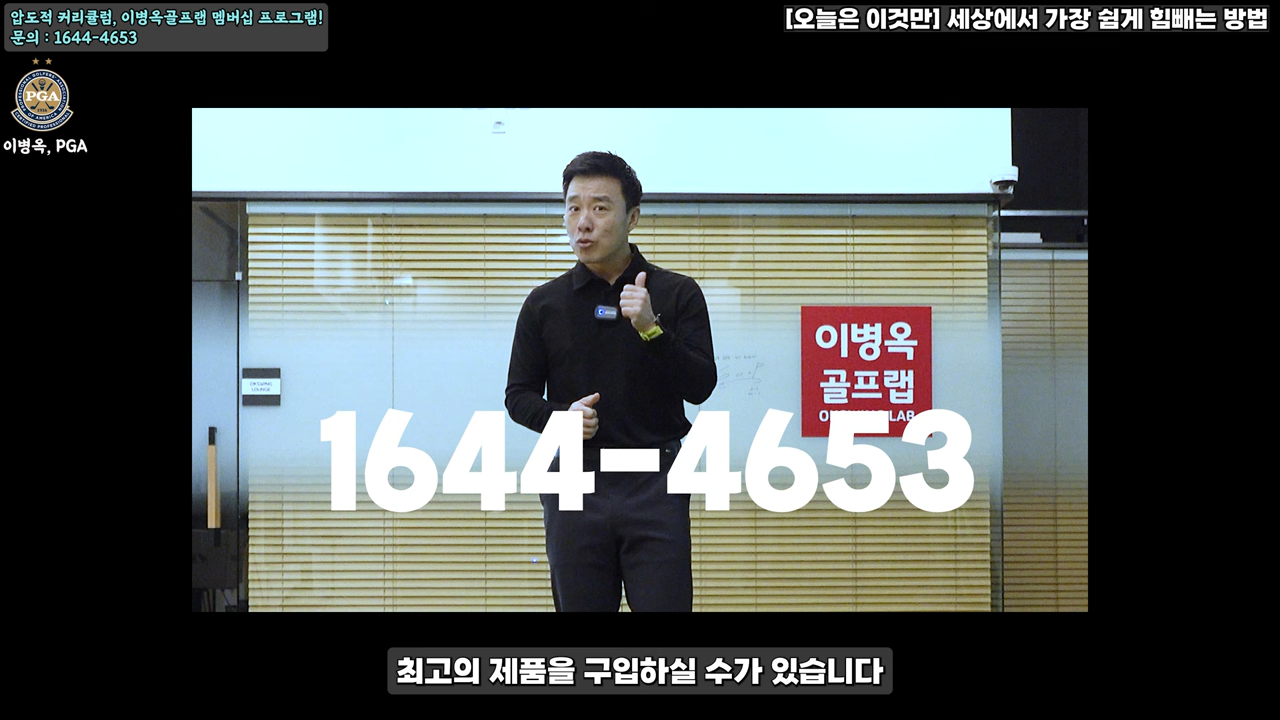 압도적 커리큘럼, 이병옥골프랩 멤버십 프로그램!
문의 : 1644-4653
[오늘은 이것만] 세상에서 가장 쉽게 힘빼는 방법
PGA
이병옥, PGA
이병옥
골프랩
1644-4653
최고의 제품을 구입하실 수가 있습니다